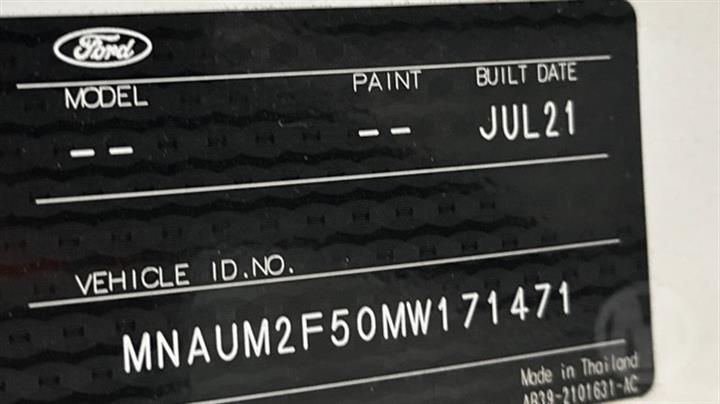 Ford
MODEL PAINT BUILT DATE
-- -- JUL21
VEHICLE ID.NO.
MNAUM2F50MW171471
Made in Thailand
AB39-2101631-AC